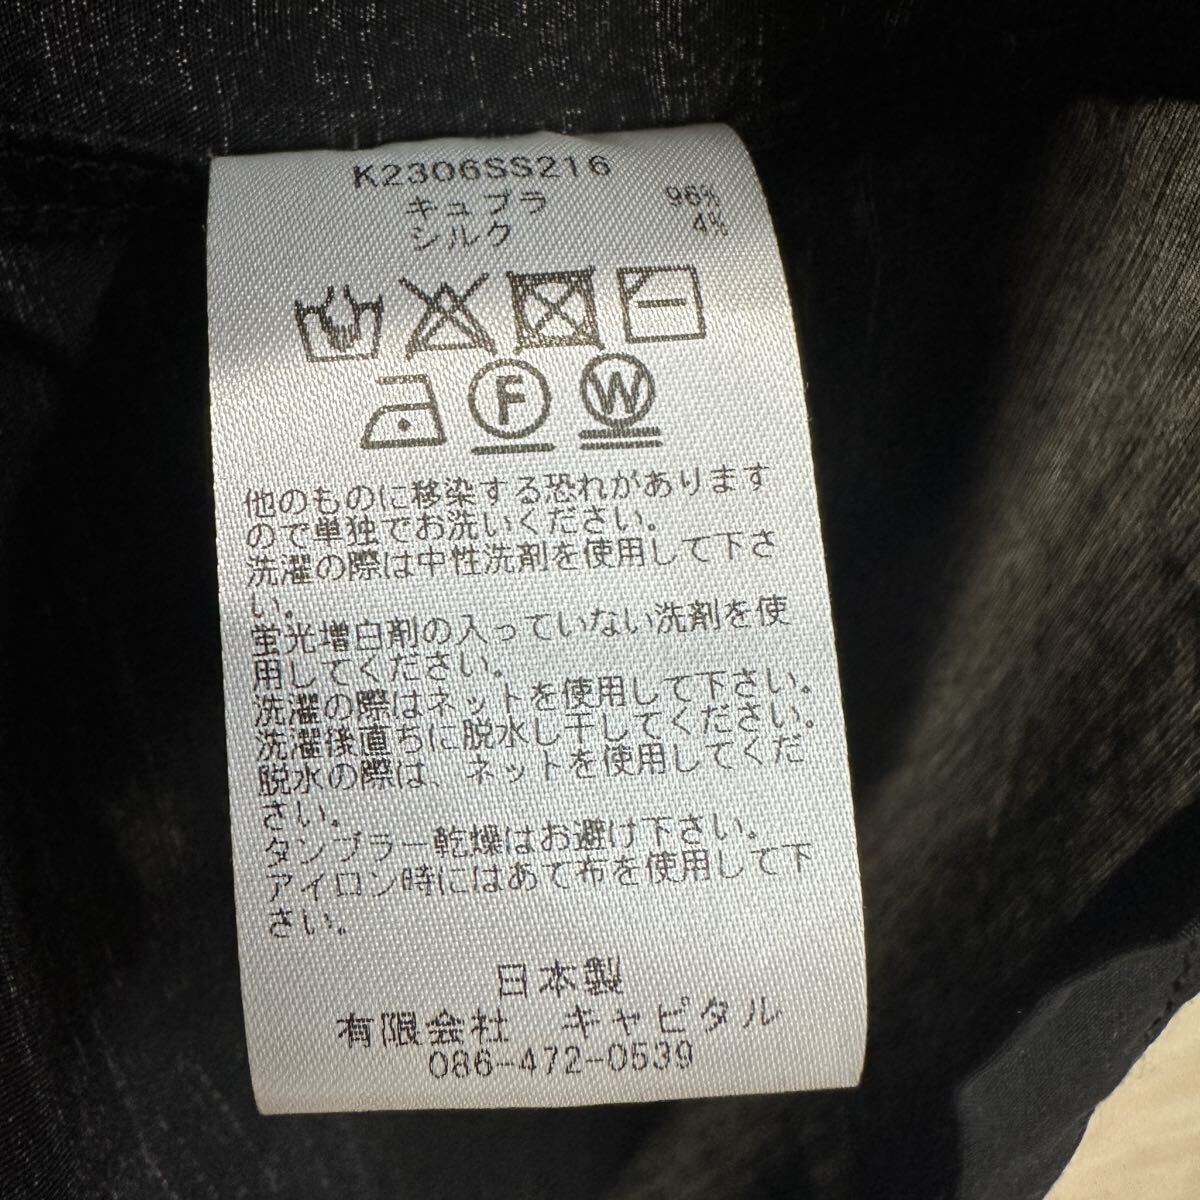 K2306SS216
キュプラ 96%
シルク 4%
F W
他のものに移染する恐れがあります
ので単独でお洗いください。
洗濯の際は中性洗剤を使用して下さ
い。
蛍光増白剤の入っていない洗剤を使
用してください。
洗濯の際はネットを使用して下さい。
洗濯後直ちに脱水し干してください。
脱水の際は、ネットを使用してくだ
さい。
タンブラー乾燥はお避け下さい。
アイロン時にはあて布を使用して下
さい。
日本製
有限会社 キャピタル
086-472-0539